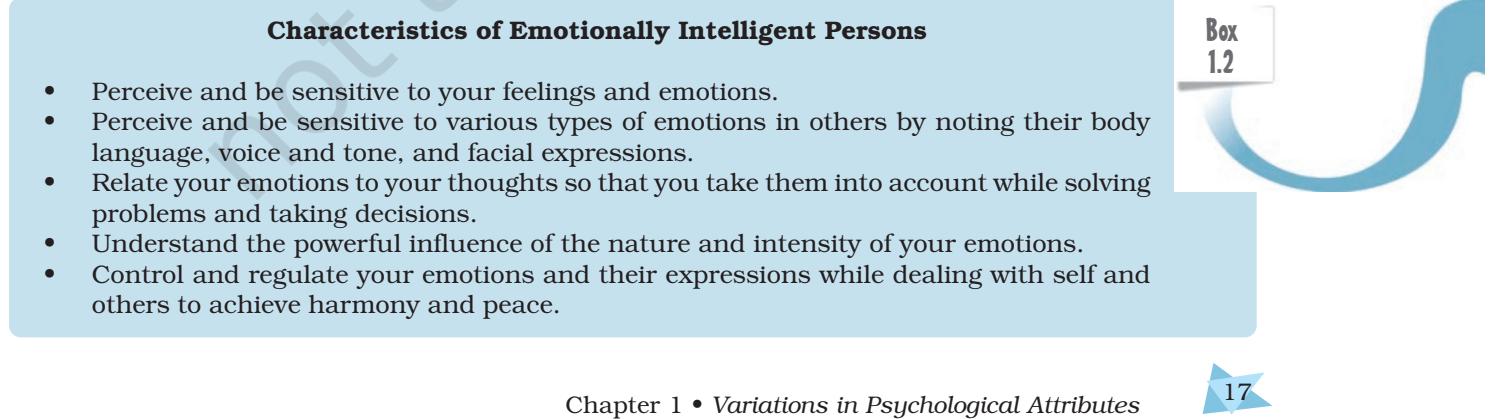 Characteristics of Emotionally Intelligent Persons
Box
1.2
• Perceive and be sensitive to your feelings and emotions.
• Perceive and be sensitive to various types of emotions in others by noting their body
language, voice and tone, and facial expressions.
• Relate your emotions to your thoughts so that you take them into account while solving
problems and taking decisions.
• Understand the powerful influence of the nature and intensity of your emotions.
• Control and regulate your emotions and their expressions while dealing with self and
others to achieve harmony and peace.
not
Chapter 1 • Variations in Psychological Attributes
17